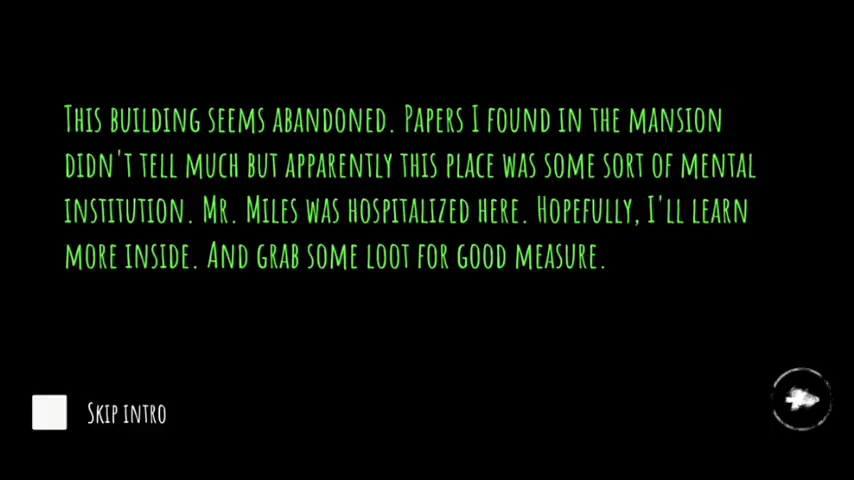 This building seems abandoned. Papers I found in the mansion
didn't tell much but apparently this place was some sort of mental
institution. Mr. Miles was hospitalized here. Hopefully, I'll learn
more inside. And grab some loot for good measure.
Skip intro